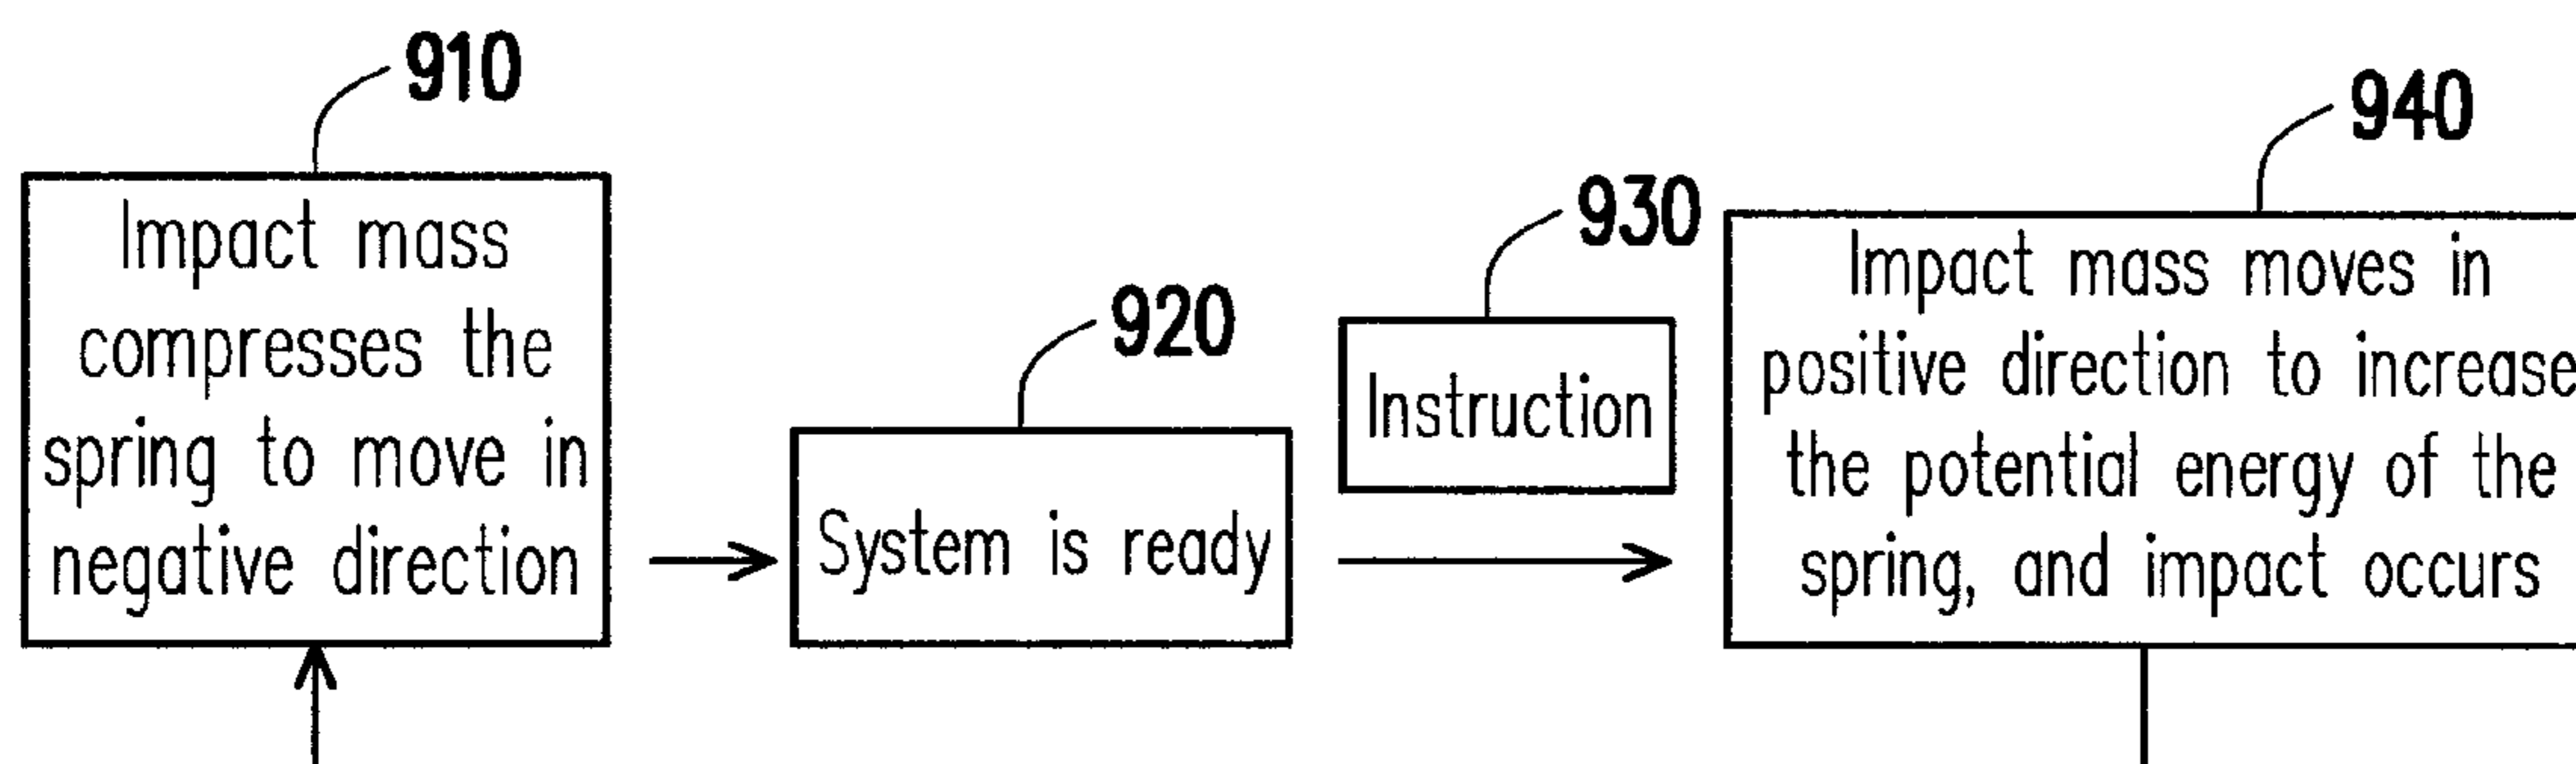 910
Impact mass
compresses the
spring to move in
negative direction
920
System is ready
930
Instruction
940
Impact mass moves in
positive direction to increase
the potential energy of the
spring, and impact occurs